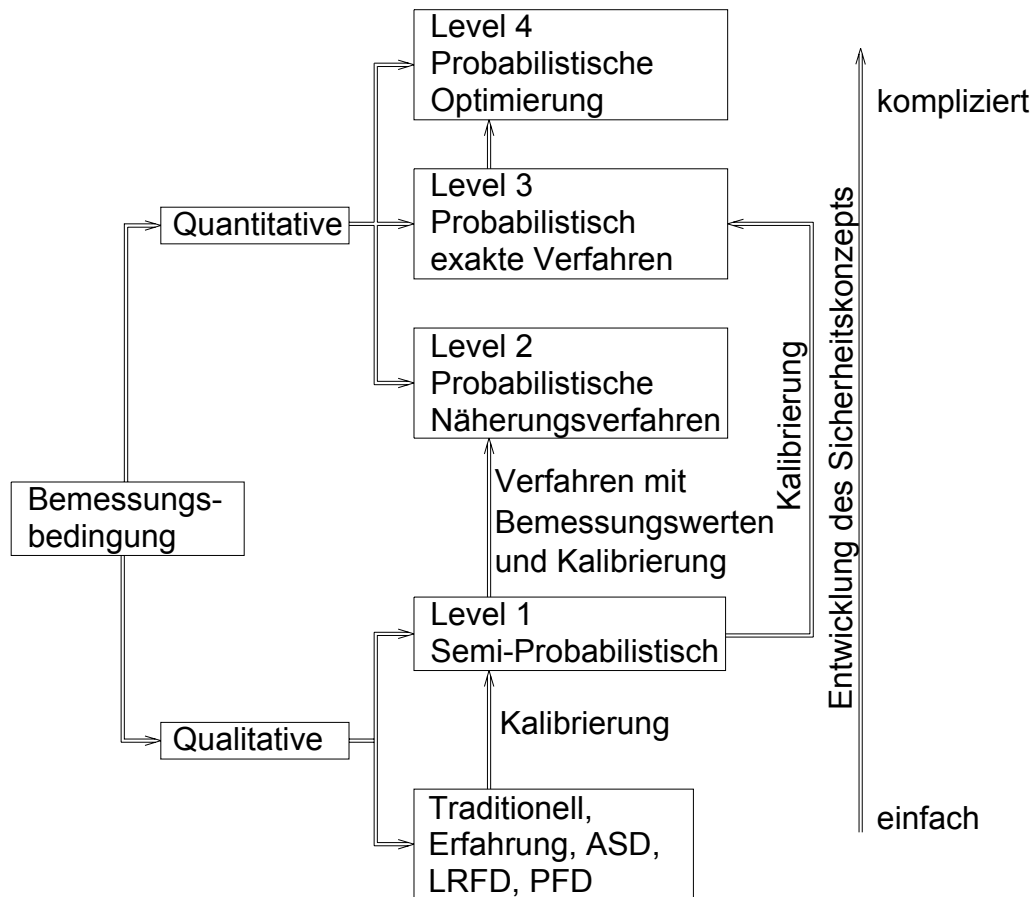 Level 4
Probabilistische
Optimierung
kompliziert
Level 3
Probabilistisch
exakte Verfahren
Quantitative
Level 2
Probabilistische
Näherungsverfahren
Kalibrierung
Entwicklung des Sicherheitskonzepts
Bemessungs-
bedingung
Verfahren mit
Bemessungswerten
und Kalibrierung
Level 1
Semi-Probabilistisch
Qualitative
Kalibrierung
Traditionell,
Erfahrung, ASD,
LRFD, PFD
einfach